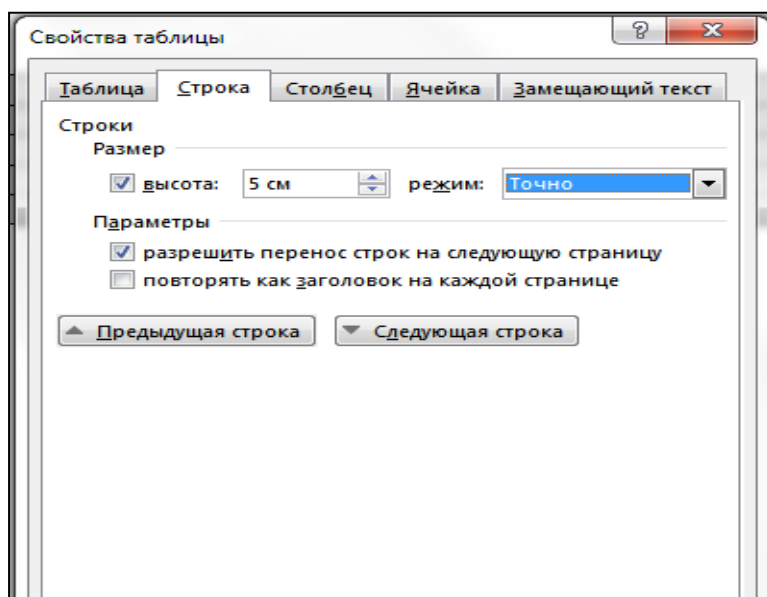 Свойства таблицы
Таблица Строка Столбец Ячейка Замещающий текст
Строки
Размер
высота: 5 см режим: Точно
Параметры
разрешить перенос строк на следующую страницу
повторять как заголовок на каждой странице
Предыдущая строка Следующая строка